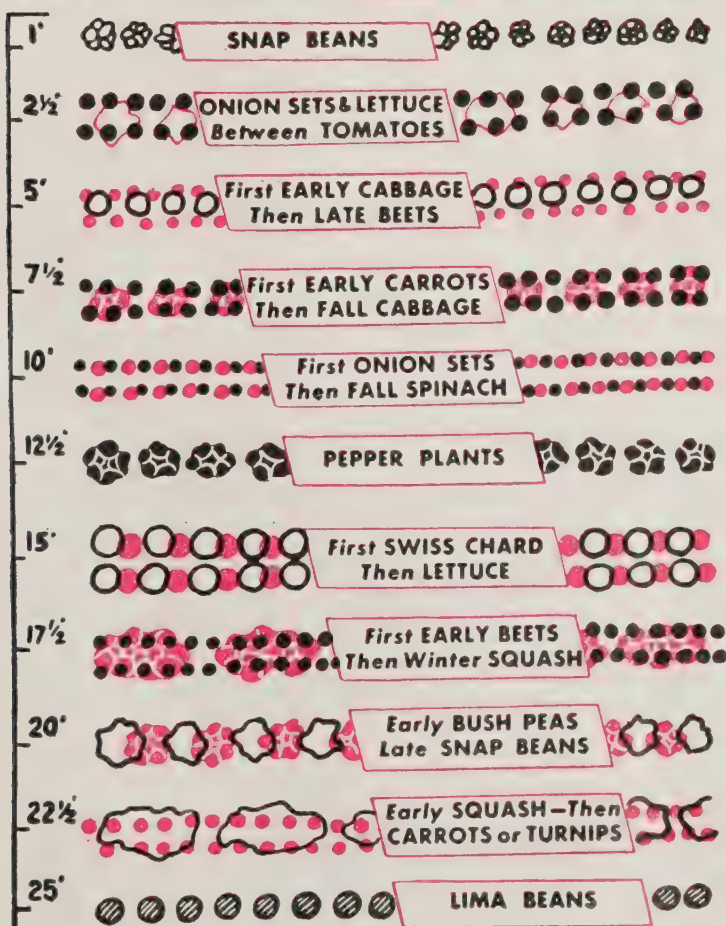 1'
SNAP BEANS
2½'
ONION SETS & LETTUCE
Between TOMATOES
5'
First EARLY CABBAGE
Then LATE BEETS
7½'
First EARLY CARROTS
Then FALL CABBAGE
10'
First ONION SETS
Then FALL SPINACH
12½'
PEPPER PLANTS
15'
First SWISS CHARD
Then LETTUCE
17½'
First EARLY BEETS
Then Winter SQUASH
20'
Early BUSH PEAS
Late SNAP BEANS
22½'
Early SQUASH—Then
CARROTS or TURNIPS
25'
LIMA BEANS